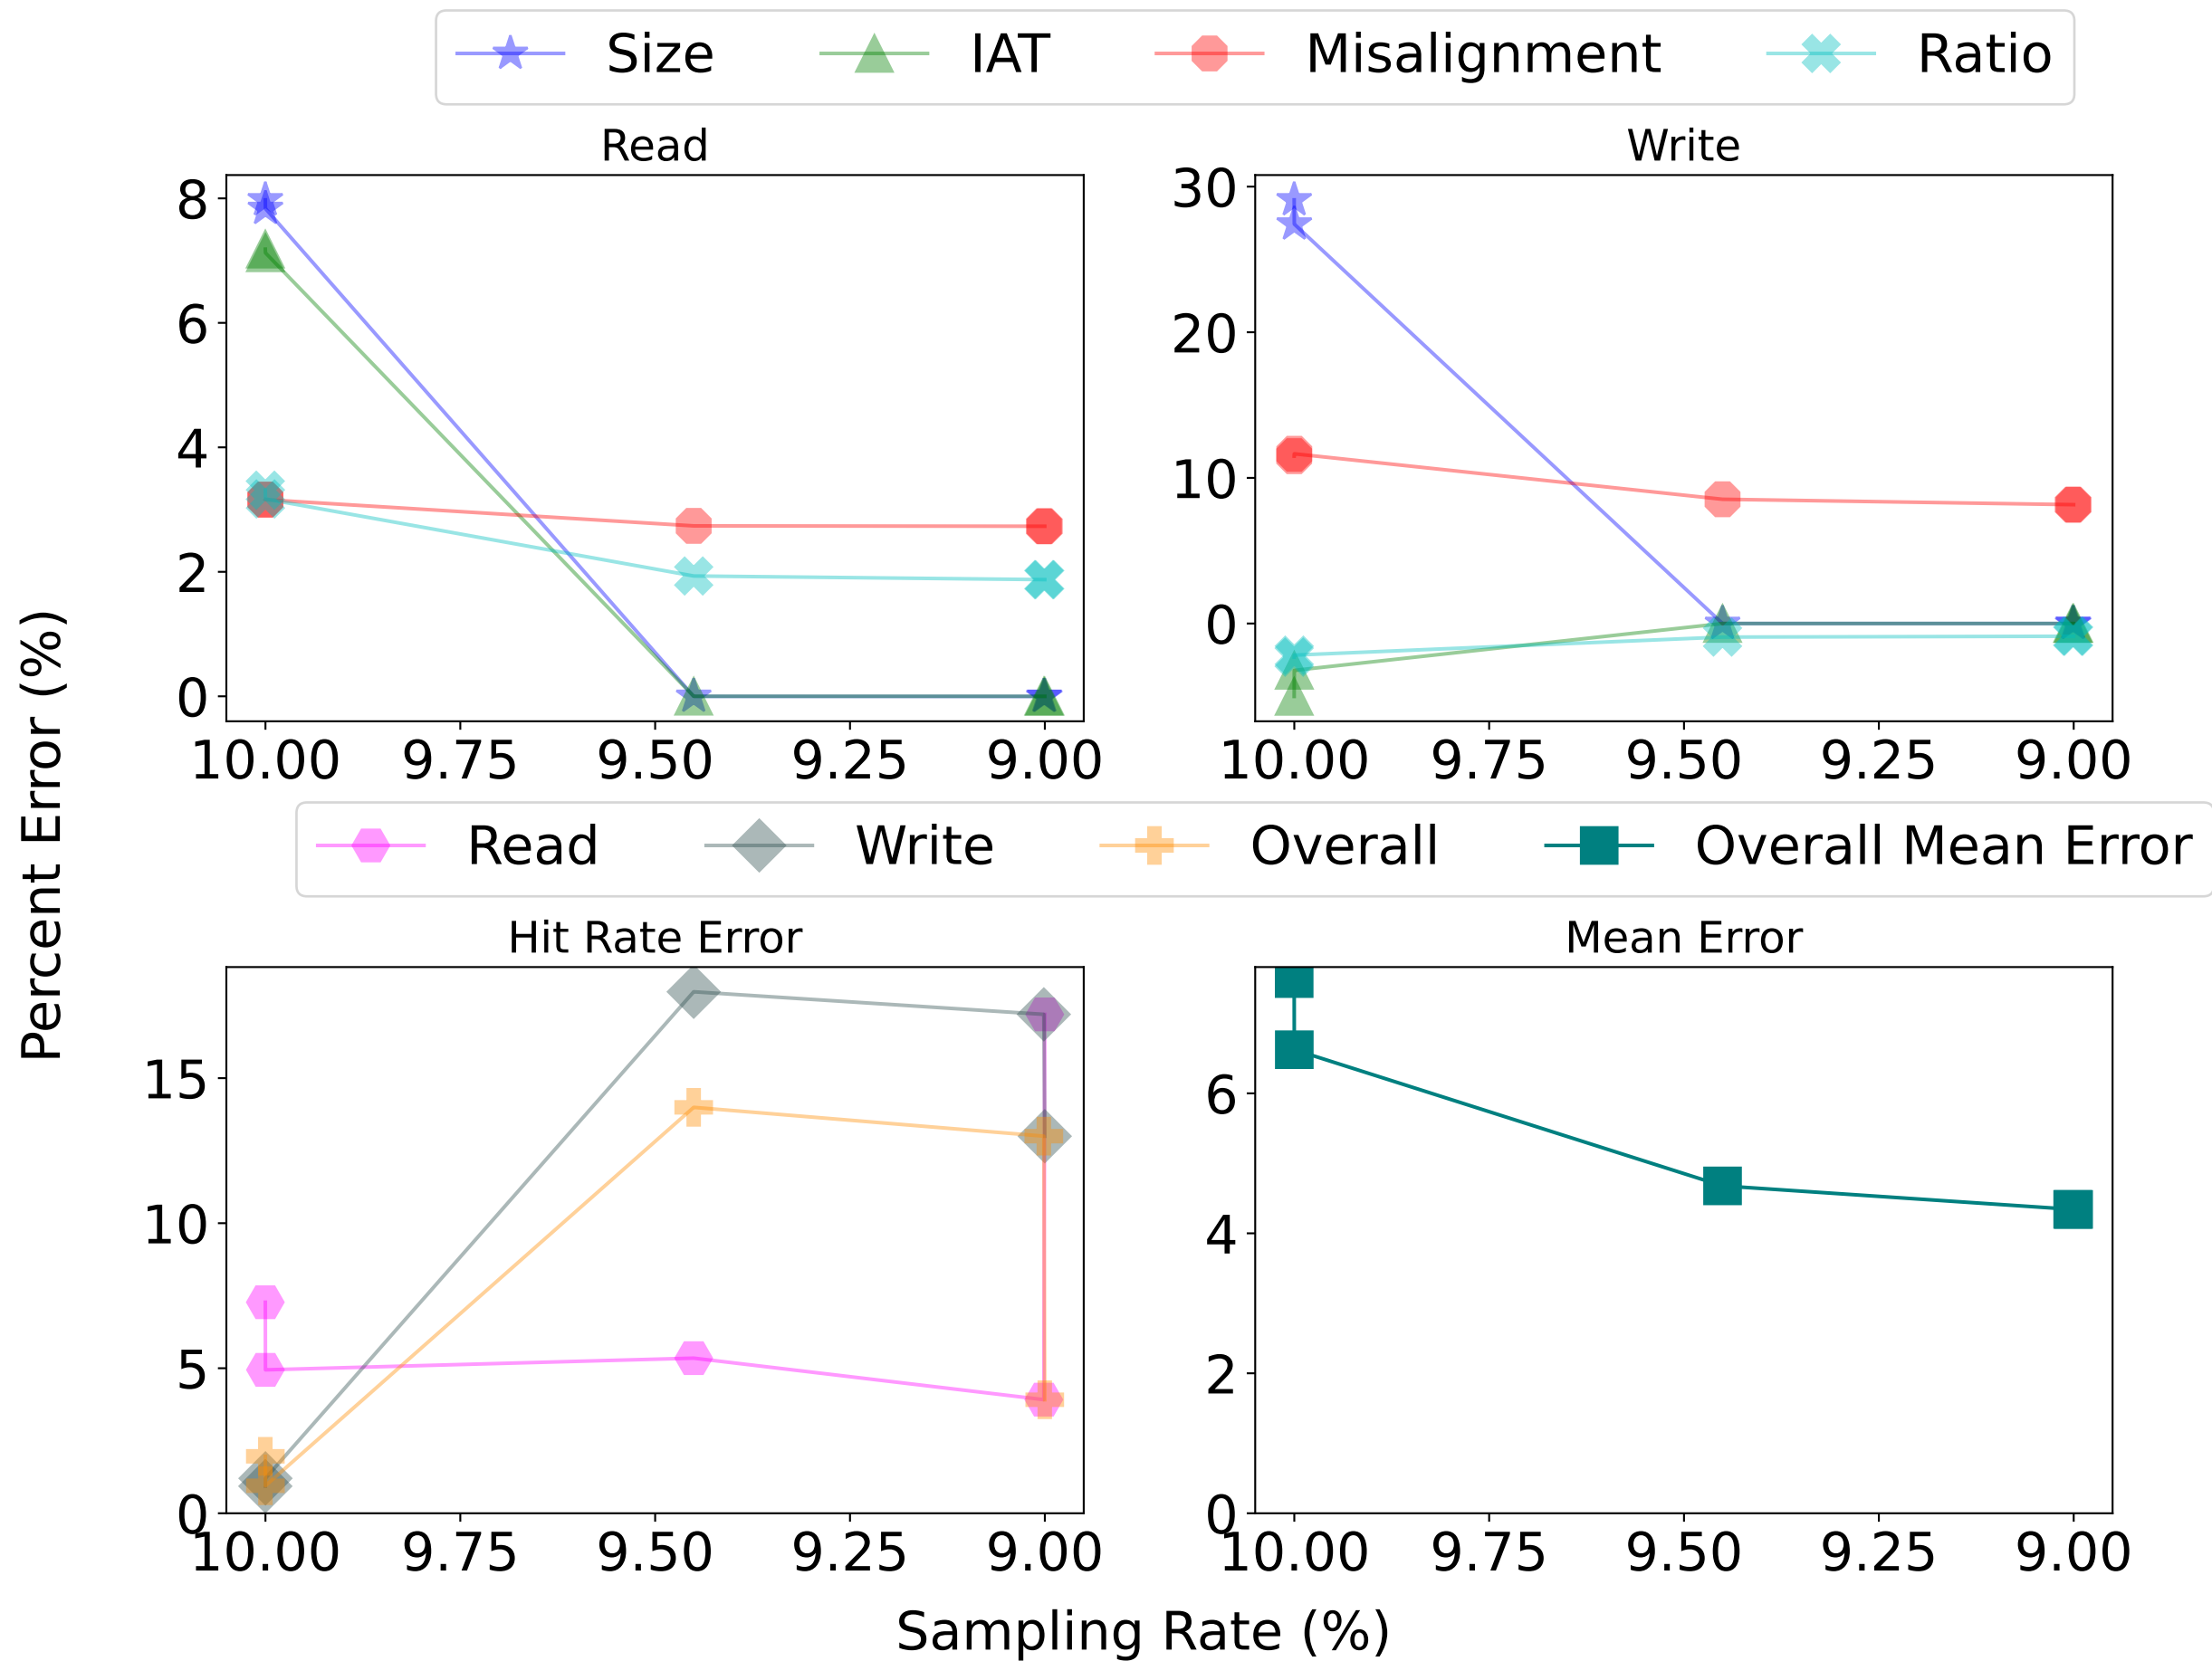 Size IAT Misalignment Ratio
Read Write
8
6
4
2
0
10.00 9.75 9.50 9.25 9.00
30
20
10
0
10.00 9.75 9.50 9.25 9.00
Percent Error (%)
Read Write Overall Overall Mean Error
Hit Rate Error Mean Error
15
10
5
0
10.00 9.75 9.50 9.25 9.00
6
4
2
0
10.00 9.75 9.50 9.25 9.00
Sampling Rate (%)